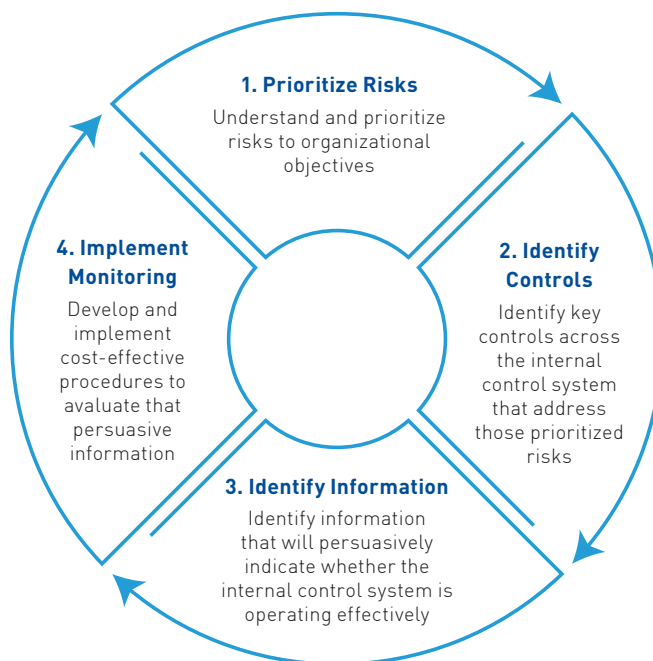 1. Prioritize Risks
Understand and prioritize
risks to organizational
objectives
2. Identify
Controls
Identify key
controls across
the internal
control system
that address
those prioritized
risks
3. Identify Information
Identify information
that will persuasively
indicate whether the
internal control system is
operating effectively
4. Implement
Monitoring
Develop and
implement
cost-effective
procedures to
evaluate that
persuasive
information